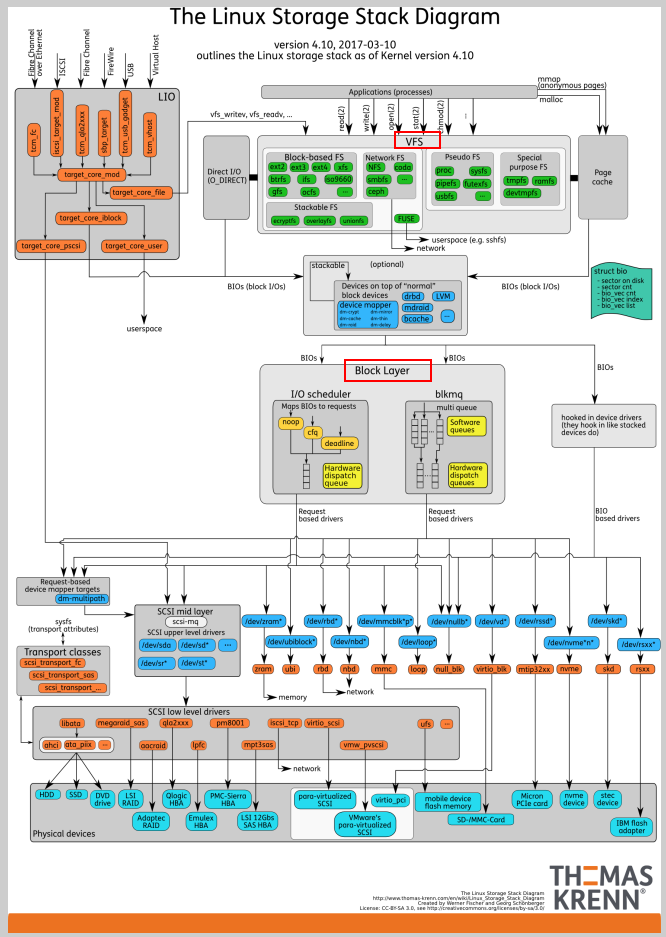 The Linux Storage Stack Diagram
version 4.10, 2017-03-10
outlines the Linux storage stack as of Kernel version 4.10
Fibre Channel
over Ethernet
ISCSI
Fibre Channel
FireWire
USB
Virtual Host
LIO
tcm_fc
iscsi_target_mod
tcm_qla2xxx
sbp_target
tcm_usb_gadget
tcm_vhost
target_core_mod
target_core_file
target_core_iblock
target_core_pscsi
target_core_user
userspace
vfs_writev, vfs_readv, ...
Applications (processes)
read(2)
write(2)
open(2)
stat(2)
chmod(2)
...
mmap
(anonymous pages)
malloc
VFS
Direct I/O
(O_DIRECT)
Page
cache
Block-based FS
ext2
ext3
ext4
xfs
btrfs
ifs
iso9660
gfs
ocfs
...
Network FS
NFS
coda
smbfs
...
ceph
Pseudo FS
proc
sysfs
pipefs
futexfs
usbfs
...
Special
purpose FS
tmpfs
ramfs
devtmpfs
Stackable FS
ecryptfs
overlayfs
unionfs
FUSE
userspace (e.g. sshfs)
network
BIOs (block I/Os)
BIOs (block I/Os)
stackable
(optional)
Devices on top of "normal"
block devices
device mapper
dm-crypt
dm-mirror
dm-cache
dm-thin
dm-raid
dm-delay
drbd
LVM
mdraid
bcache
...
struct bio
- sector on disk
- sector cnt
- bio_vec cnt
- bio_vec index
- bio_vec list
BIOs
BIOs
BIOs
Block Layer
I/O scheduler
Maps BIOs to requests
noop
cfq
deadline
Hardware
dispatch
queue
blkmq
multi queue
Software
queues
Hardware
dispatch
queues
hooked in device drivers
(they hook in like stacked
devices do)
Request
based drivers
Request
based drivers
BIO
based drivers
Request-based
device mapper targets
dm-multipath
sysfs
(transport attributes)
Transport classes
scsi_transport_fc
scsi_transport_sas
scsi_transport_...
SCSI mid layer
scsi-mq
SCSI upper level drivers
/dev/sda
/dev/sd*
...
/dev/sr*
/dev/st*
/dev/zram*
/dev/rbd*
/dev/mmcblk*p*
/dev/nullb*
/dev/vd*
/dev/rssd*
/dev/skd*
/dev/ubiblock*
/dev/nbd*
/dev/loop*
/dev/nvme*n*
/dev/rsxx*
zram
ubi
rbd
nbd
mmc
loop
null_blk
virtio_blk
mtip32xx
nvme
skd
rsxx
memory
network
SCSI low level drivers
libata
megaraid_sas
qla2xxx
pm8001
iscsi_tcp
virtio_scsi
ufs
...
ahci
ata_piix
...
aacraid
lpfc
mpt3sas
vmw_pvscsi
network
HDD
SSD
DVD
drive
LSI
RAID
Qlogic
HBA
PMC-Sierra
HBA
para-virtualized
SCSI
virtio_pci
mobile device
flash memory
Micron
PCIe card
nvme
device
stec
device
Adaptec
RAID
Emulex
HBA
LSI 12Gbs
SAS HBA
VMware's
para-virtualized
SCSI
SD-/MMC-Card
IBM flash
adapter
Physical devices
THOMAS
KRENN®
The Linux Storage Stack Diagram
http://www.thomas-krenn.com/en/wiki/Linux_Storage_Stack_Diagram
Created by Werner Fischer and Georg Schönberger
License: CC-BY-SA 3.0, see http://creativecommons.org/licenses/by-sa/3.0/